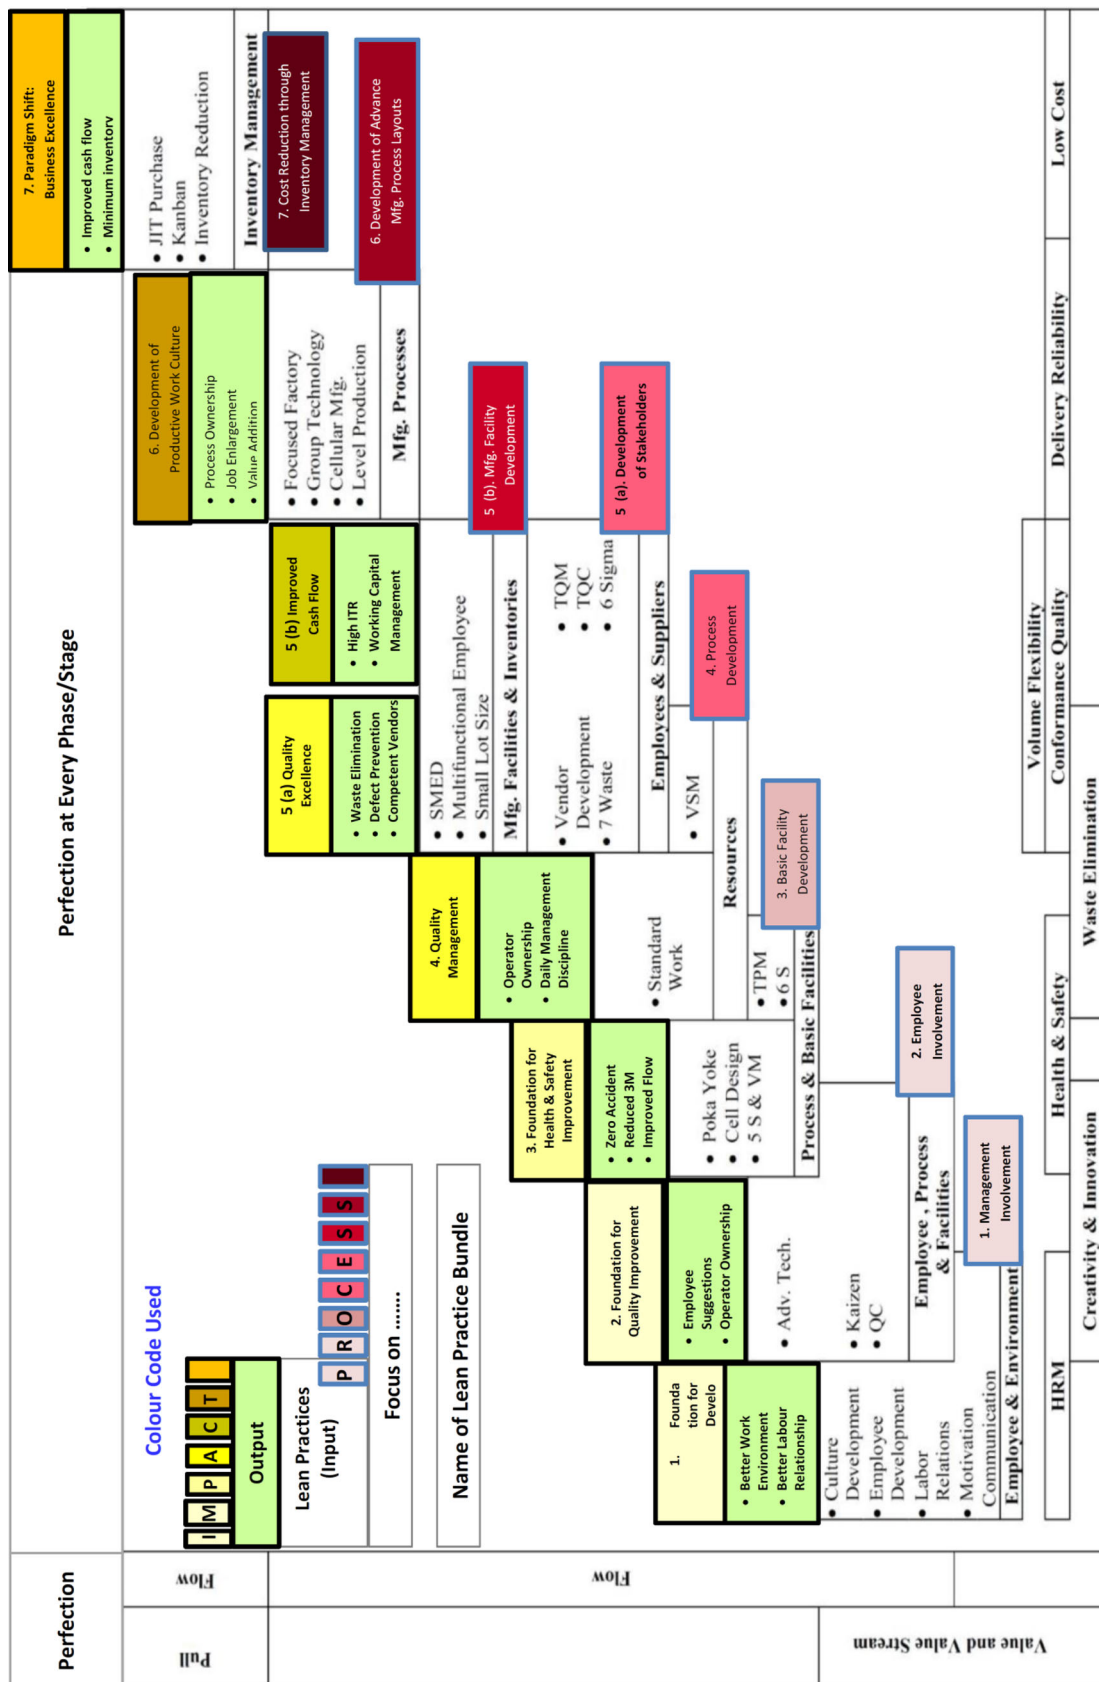 Perfection
Perfection at Every Phase/Stage
7. Paradigm Shift:
Business Excellence
• Improved cash flow
• Minimum inventory
Pull
Flow
Colour Code Used
I M P A C T
Output
Lean Practices
(Input)
P R O C E S S
Focus on .......
Name of Lean Practice Bundle
6. Development of
Productive Work Culture
• Process Ownership
• Job Enlargement
• Value Addition
• JIT Purchase
• Kanban
• Inventory Reduction
Inventory Management
7. Cost Reduction through
Inventory Management
Flow
5 (a) Quality
Excellence
• Waste Elimination
• Defect Prevention
• Competent Vendors
5 (b) Improved
Cash Flow
• High ITR
• Working Capital
Management
• Focused Factory
• Group Technology
• Cellular Mfg.
• Level Production
Mfg. Processes
6. Development of Advance
Mfg. Process Layouts
4. Quality
Management
• Operator
Ownership
• Daily Management
Discipline
• SMED
• Multifunctional Employee
• Small Lot Size
Mfg. Facilities & Inventories
5 (b). Mfg. Facility
Development
3. Foundation for
Health & Safety
Improvement
• Zero Accident
• Reduced 3M
• Improved Flow
• Vendor
Development
• 7 Waste
• TQM
• TQC
• 6 Sigma
Employees & Suppliers
5 (a). Development
of Stakeholders
2. Foundation for
Quality Improvement
• Employee
Suggestions
• Operator Ownership
• Standard
Work
• VSM
Resources
4. Process
Development
1. Founda
tion for
Develo
• Better Work
Environment
• Better Labour
Relationship
• Poka Yoke
• Cell Design
• 5 S & VM
• TPM
• 6 S
Process & Basic Facilities
3. Basic Facility
Development
Value and Value Stream
• Culture
Development
• Employee
Development
• Labor
Relations
• Motivation
Communication
Employee & Environment
• Adv. Tech.
• Kaizen
• QC
Employee , Process
& Facilities
2. Employee
Involvement
1. Management
Involvement
Volume Flexibility
HRM
Health & Safety
Conformance Quality
Delivery Reliability
Low Cost
Creativity & Innovation
Waste Elimination